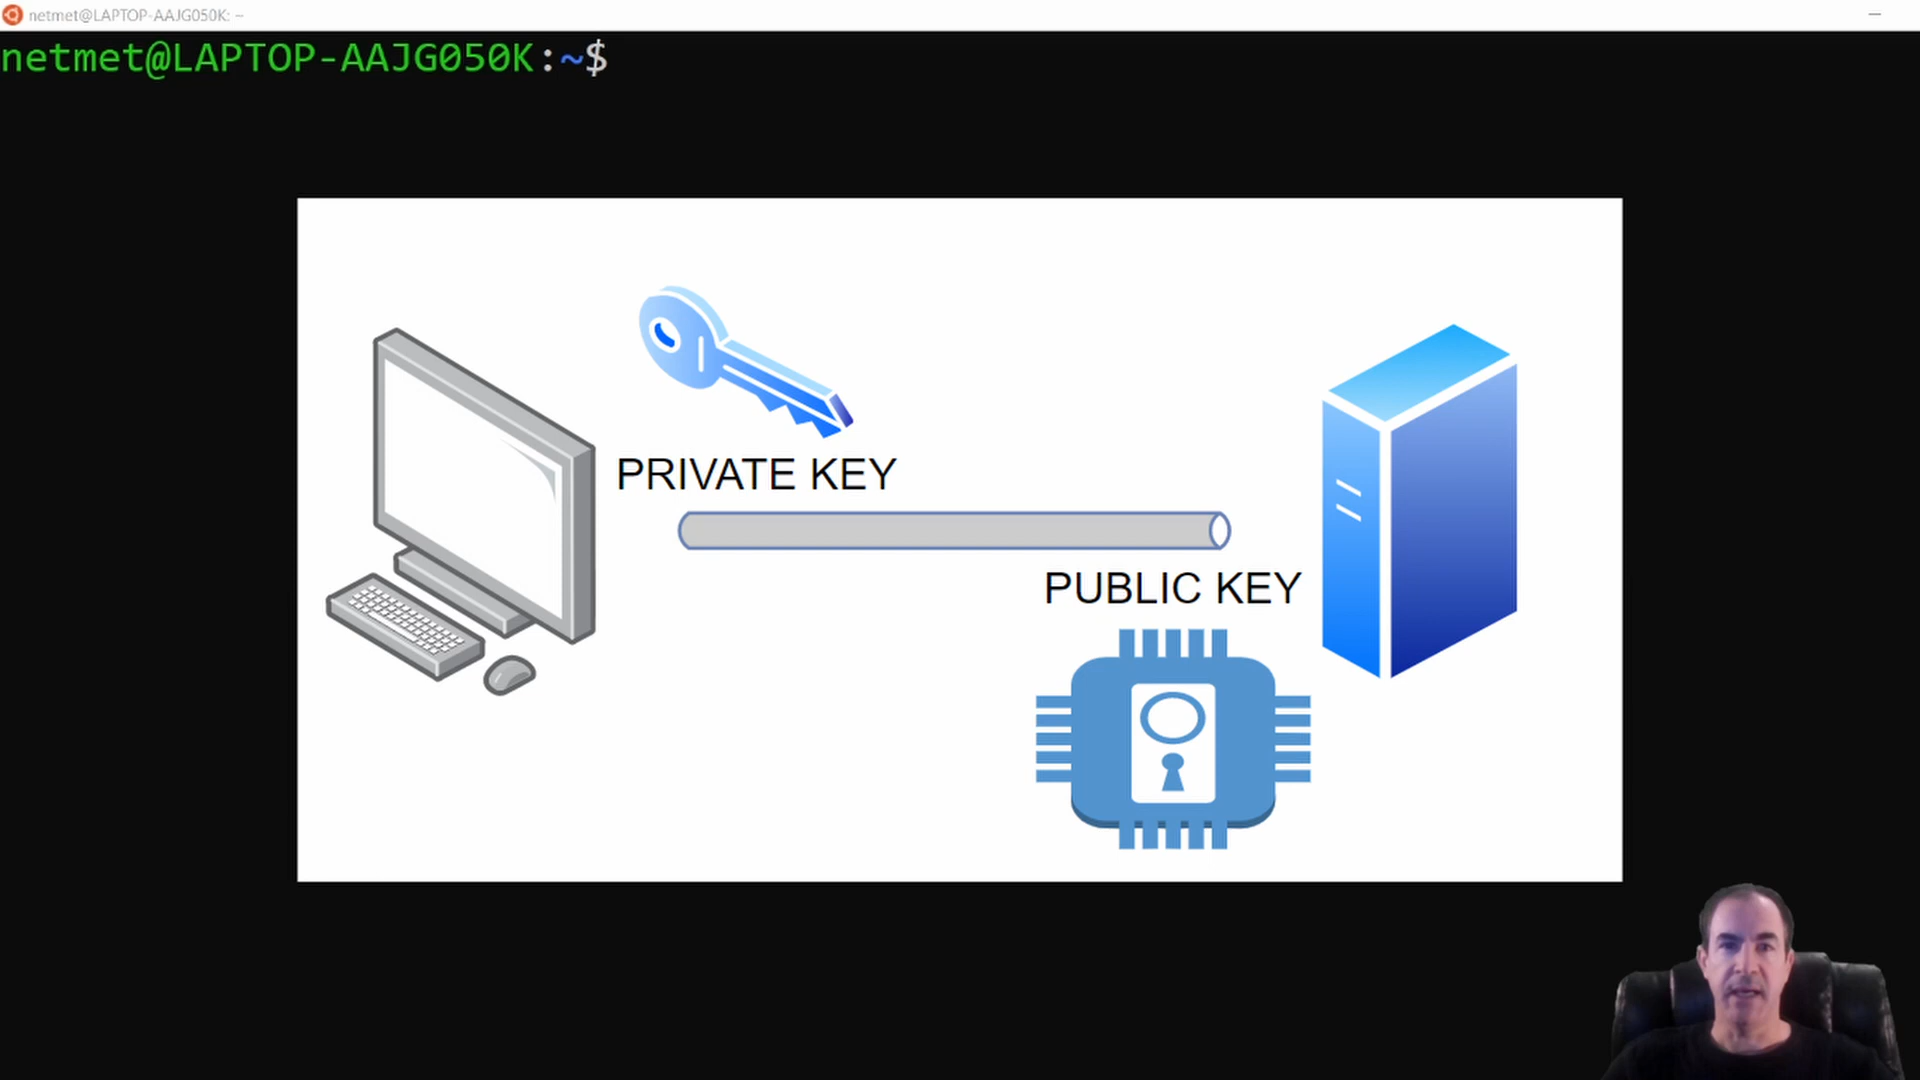 netmet@LAPTOP-AAJG050K: ~
netmet@LAPTOP-AAJG050K:~$
PRIVATE KEY
PUBLIC KEY